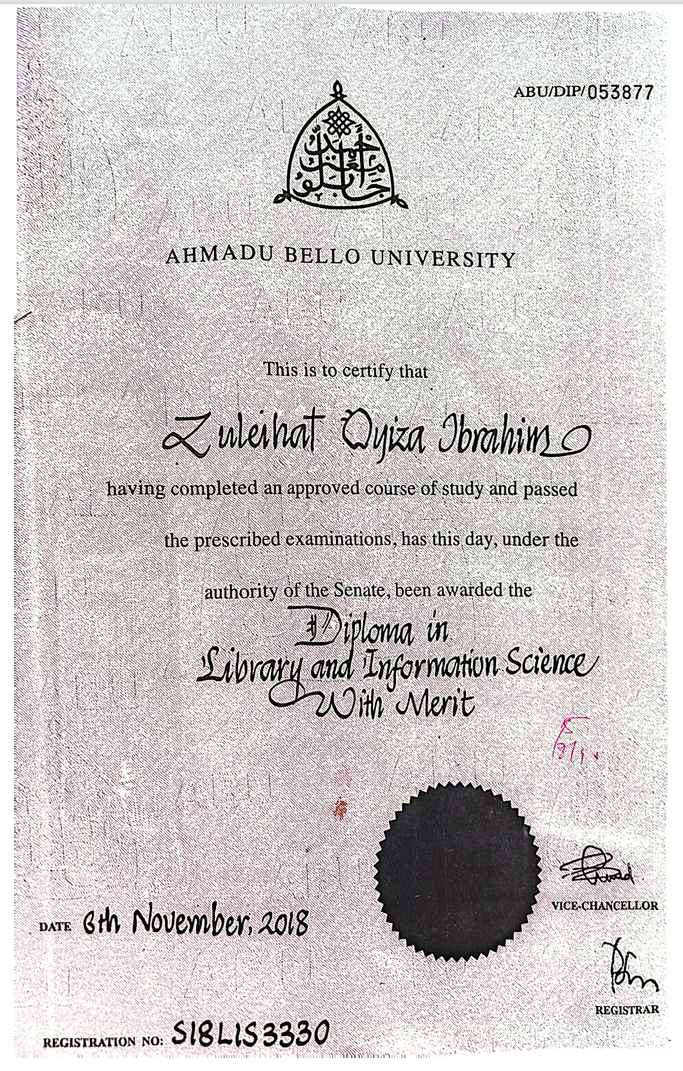 ABU/DIP/053877
AHMADU BELLO UNIVERSITY
This is to certify that
Zuleihat Oyiza Ibrahim
having completed an approved course of study and passed
the prescribed examinations, has this day, under the
authority of the Senate, been awarded the
Diploma in
Library and Information Science
With Merit
VICE-CHANCELLOR
DATE 6th November, 2018
REGISTRAR
REGISTRATION NO: S18LIS3330